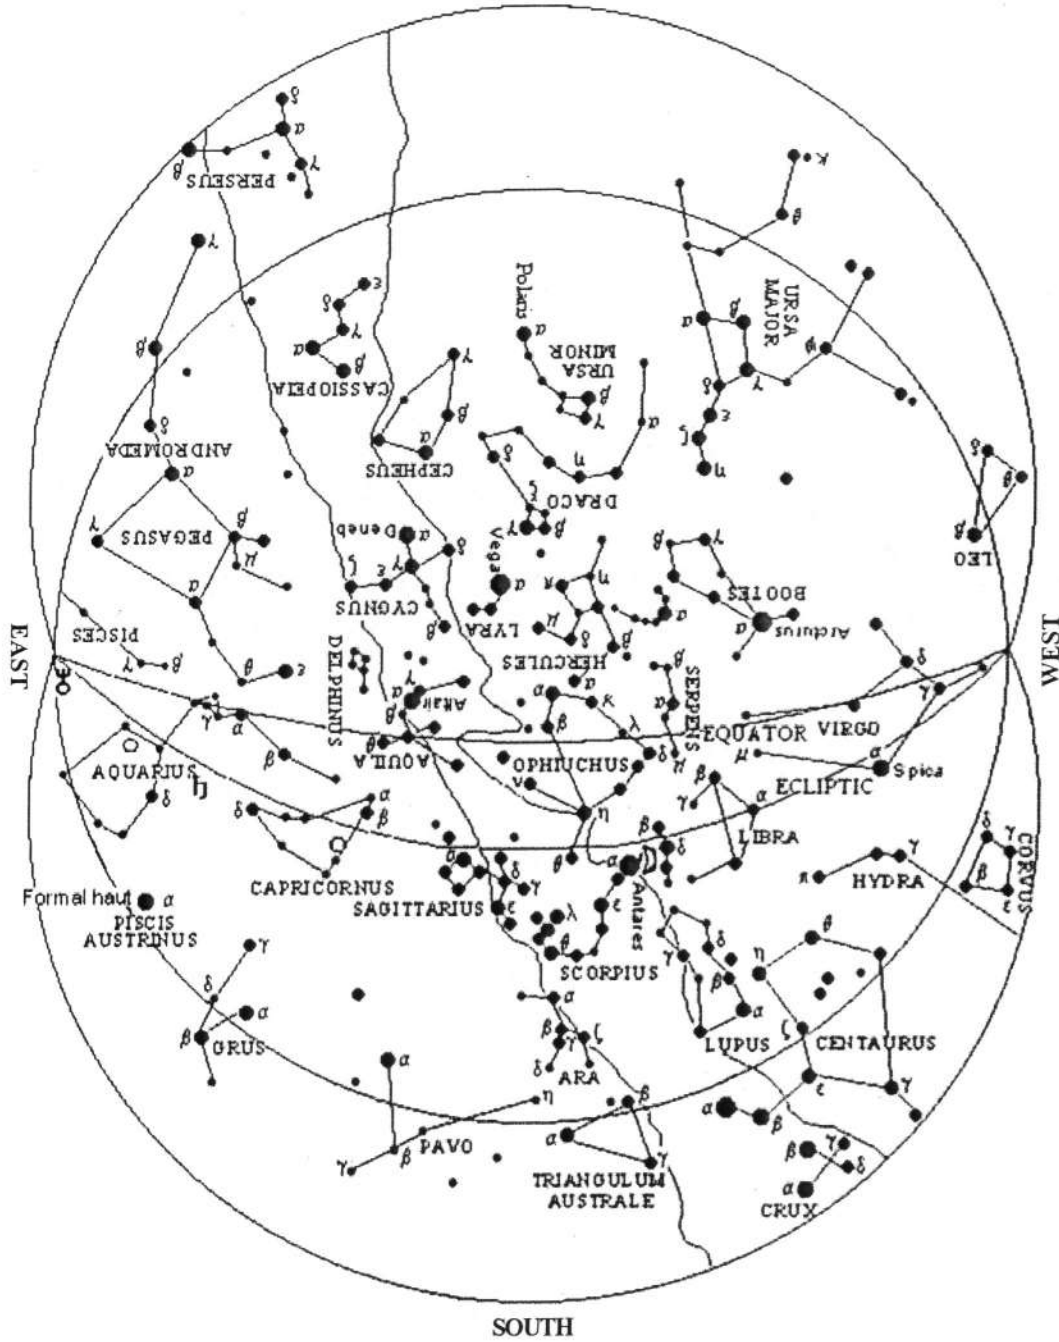 δ
α
β
γ
PERSEUS
κ
θ
γ
ε
δ
γ
α
β
CASSIOPEIA
Polaris
α
URSA
MINOR
β
γ
α
β
URSA
MAJOR
γ
ψ
δ
ε
ζ
η
β
δ
α
ANDROMEDA
γ
β
α
CEPHEUS
α
δ
η
DRACO
ζ
γ
β
δ
θ
β
LEO
γ
PEGASUS
β
μ
α
θ
ε
Deneb
α
γ
δ
ζ
ε
CYGNUS
β
Vega
α
LYRA
π
η
μ
δ
β
HERCULES
α
α
β
γ
BOOTES
α
Arcturus
EAST
PISCES
γ
β
DELPHINUS
γ
α
β
Altair
θ
AQUILA
α
κ
β
λ
OPHIUCHUS
δ
ν
η
θ
β
α
SERPENS
μ
EQUATOR
δ
γ
VIRGO
μ
α
Spica
ECLIPTIC
WEST
γ
α
β
AQUARIUS
δ
δ
α
β
CAPRICORNUS
σ
δ
γ
SAGITTARIUS
ε
β
δ
α
Antares
β
γ
α
LIBRA
δ
γ
β
ε
CORVUS
π
γ
HYDRA
Formal haut
α
PISCIS
AUSTRINUS
λ
ε
θ
SCORPIUS
γ
δ
β
α
LUPUS
θ
η
ζ
CENTAURUS
ε
γ
α
β
γ
δ
α
β
GRUS
α
β
ζ
γ
δ
ARA
α
η
PAVO
γ
β
β
α
γ
TRIANGULUM
AUSTRALE
β
γ
δ
α
CRUX
SOUTH